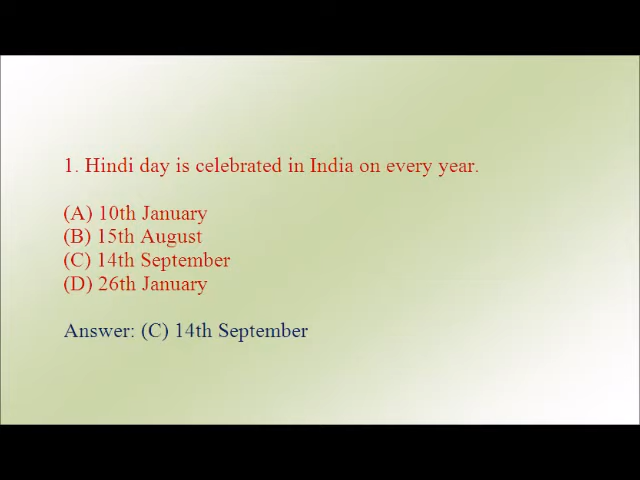 1. Hindi day is celebrated in India on every year.
(A) 10th January
(B) 15th August
(C) 14th September
(D) 26th January
Answer: (C) 14th September